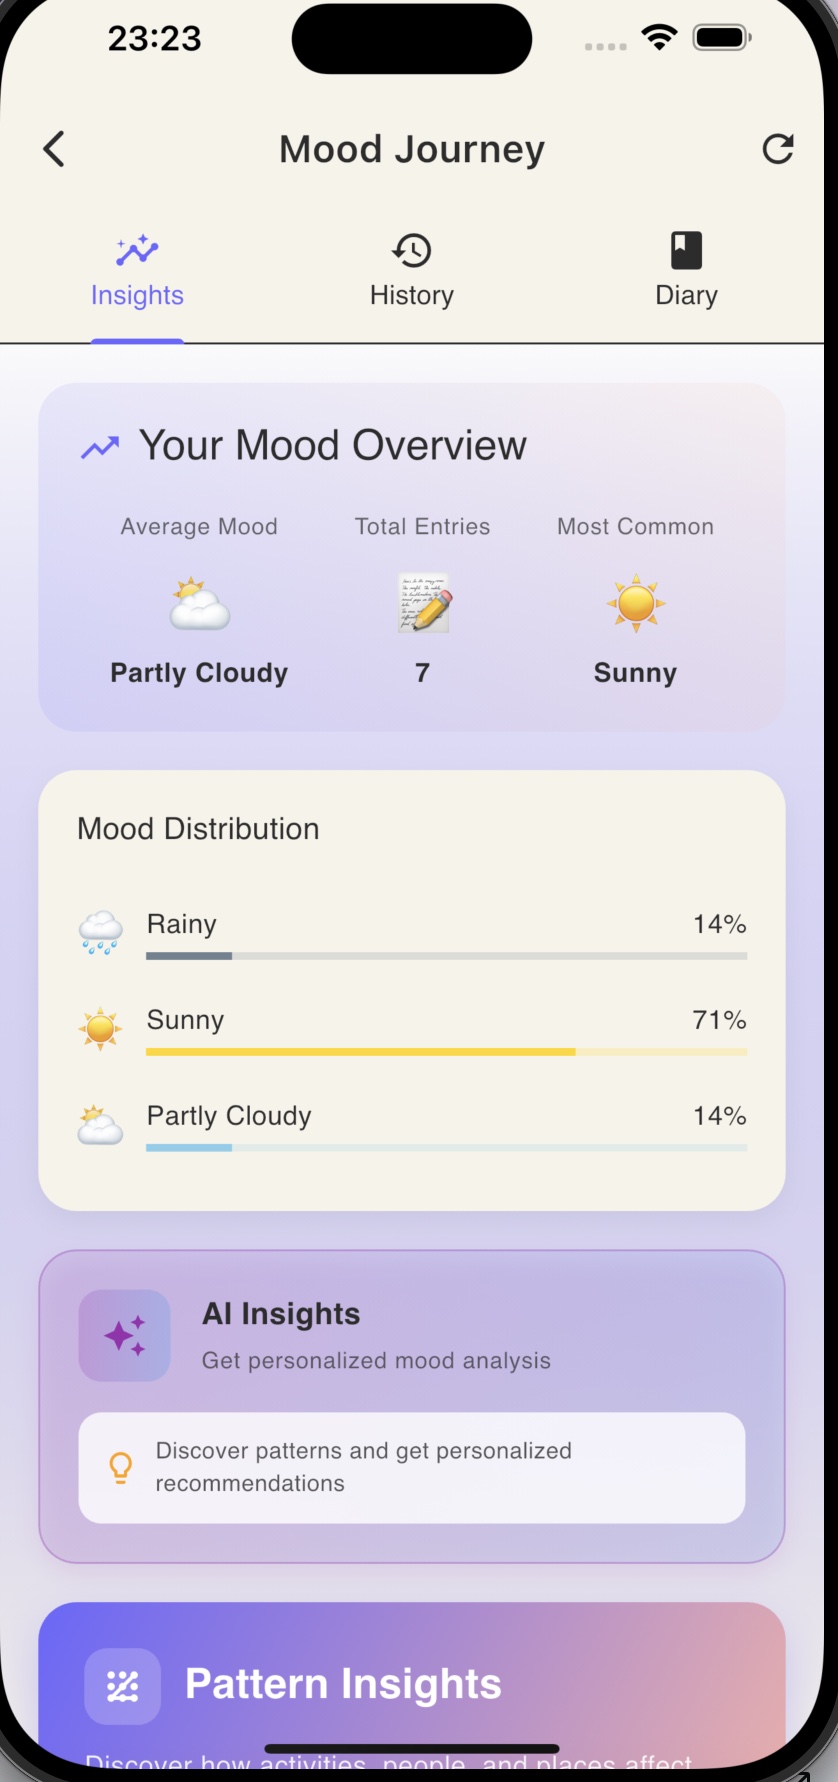 23:23
Mood Journey
Insights
History
Diary
Your Mood Overview
Average Mood
Total Entries
Most Common
Partly Cloudy
7
Sunny
Mood Distribution
Rainy
14%
Sunny
71%
Partly Cloudy
14%
AI Insights
Get personalized mood analysis
Discover patterns and get personalized
recommendations
Pattern Insights
Discover how activities, people, and places affect